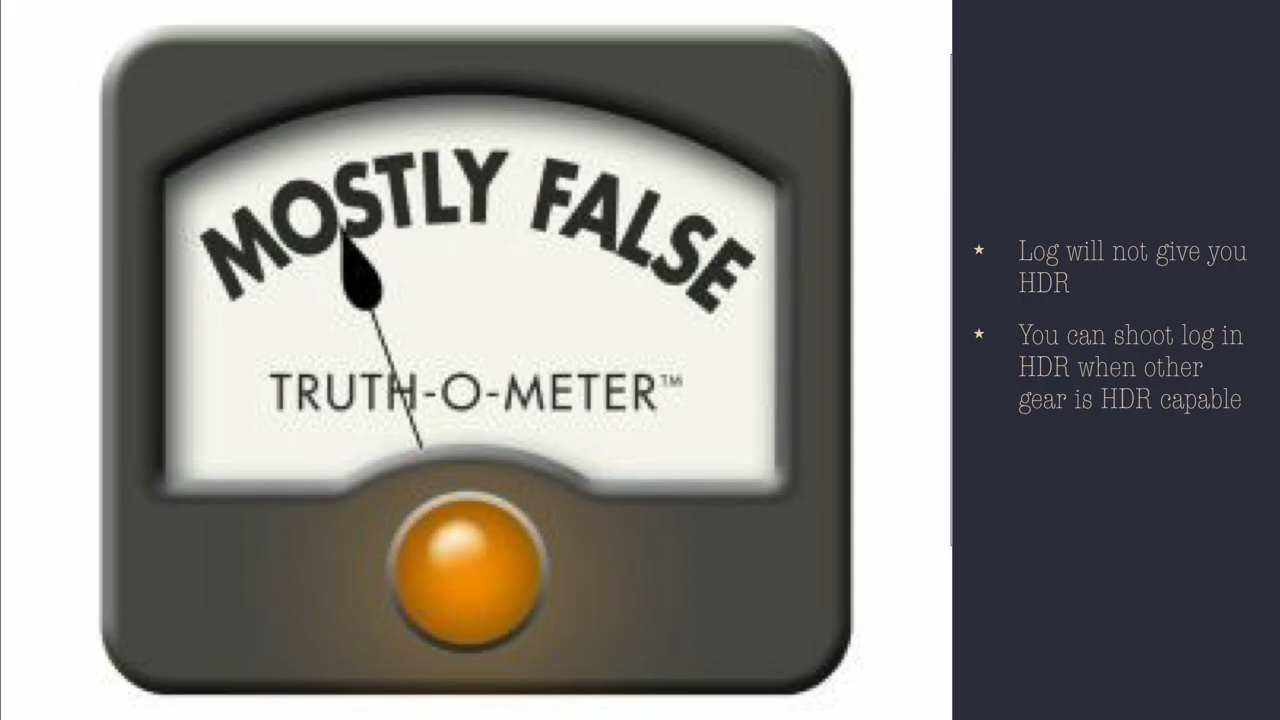 MOSTLY FALSE
TRUTH-O-METER™
★ Log will not give you
HDR
★ You can shoot log in
HDR when other
gear is HDR capable